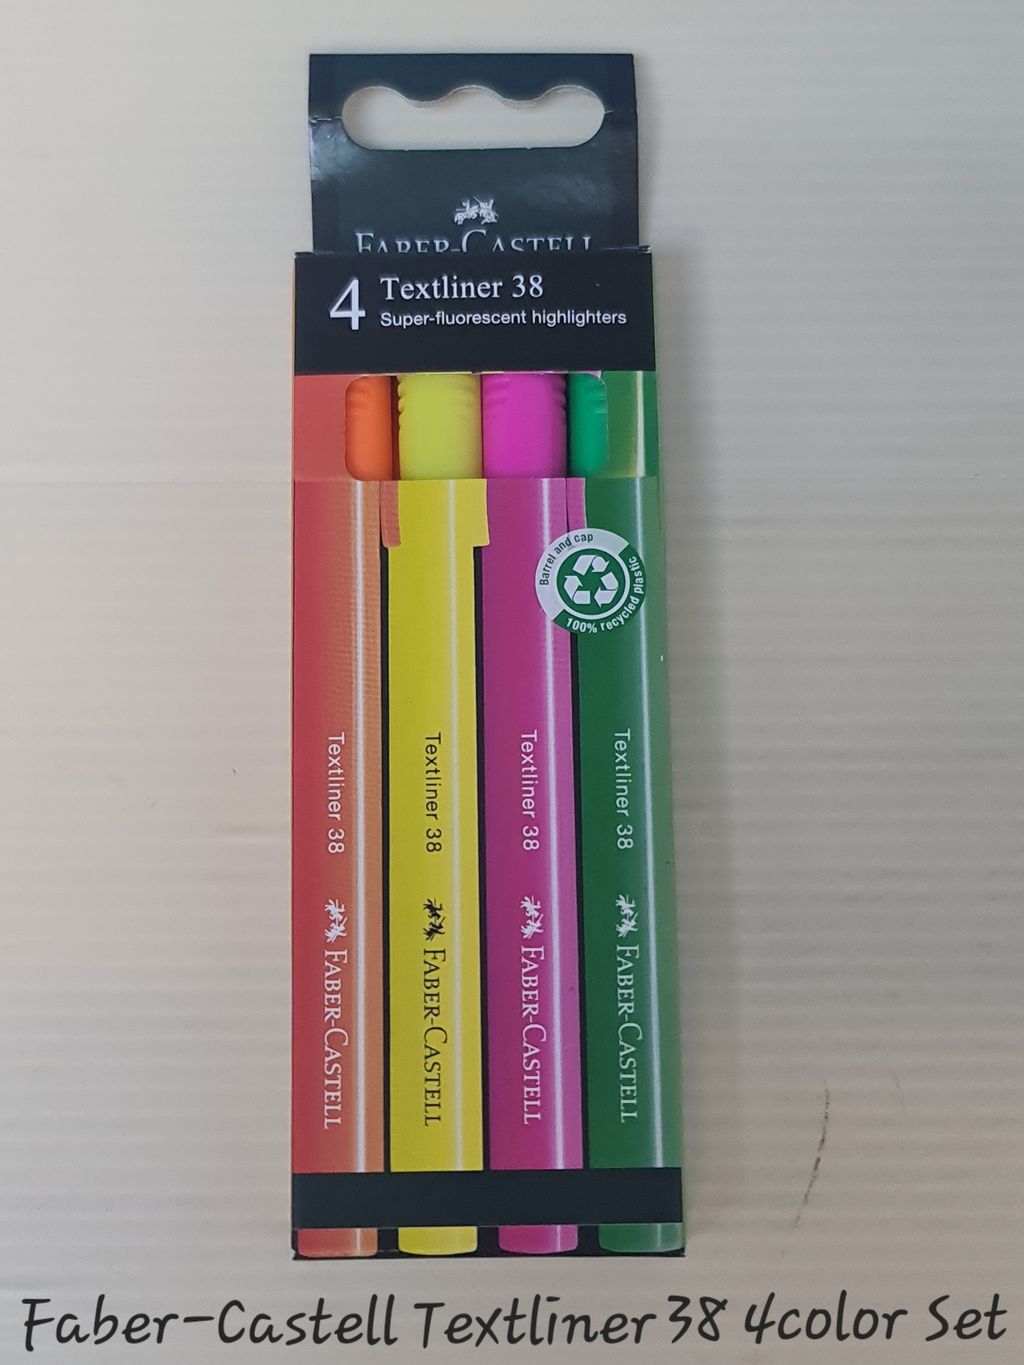 FABER-CASTELL
4 Textliner 38
Super-fluorescent highlighters
Barrel and cap
100% recycled plastic
Textliner 38 FABER-CASTELL
Textliner 38 FABER-CASTELL
Textliner 38 FABER-CASTELL
Textliner 38 FABER-CASTELL
Faber-Castell Textliner 38 4color Set